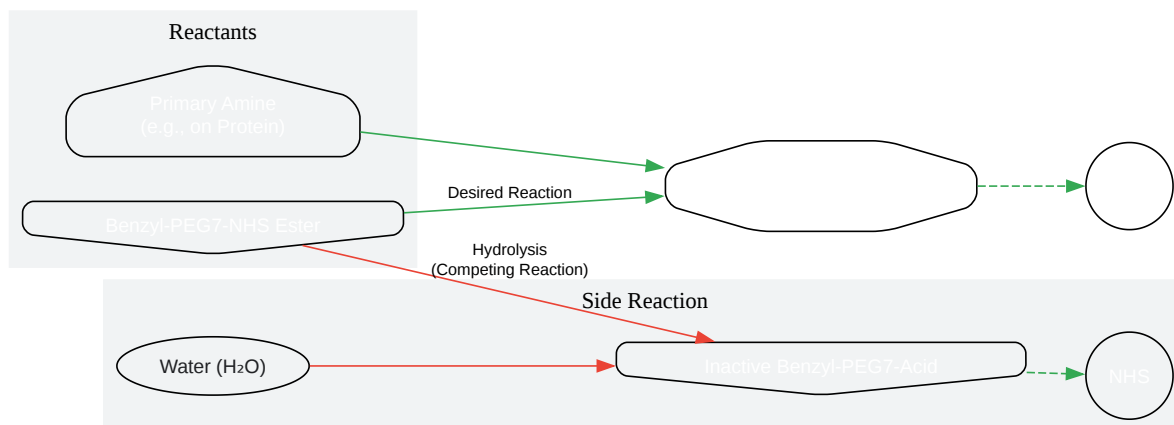 Reactants
Primary Amine
(e.g., on Protein)
Benzyl-PEG7-NHS Ester
Desired Reaction
Hydrolysis
(Competing Reaction)
Side Reaction
Water (H₂O)
Inactive Benzyl-PEG7-Acid
NHS